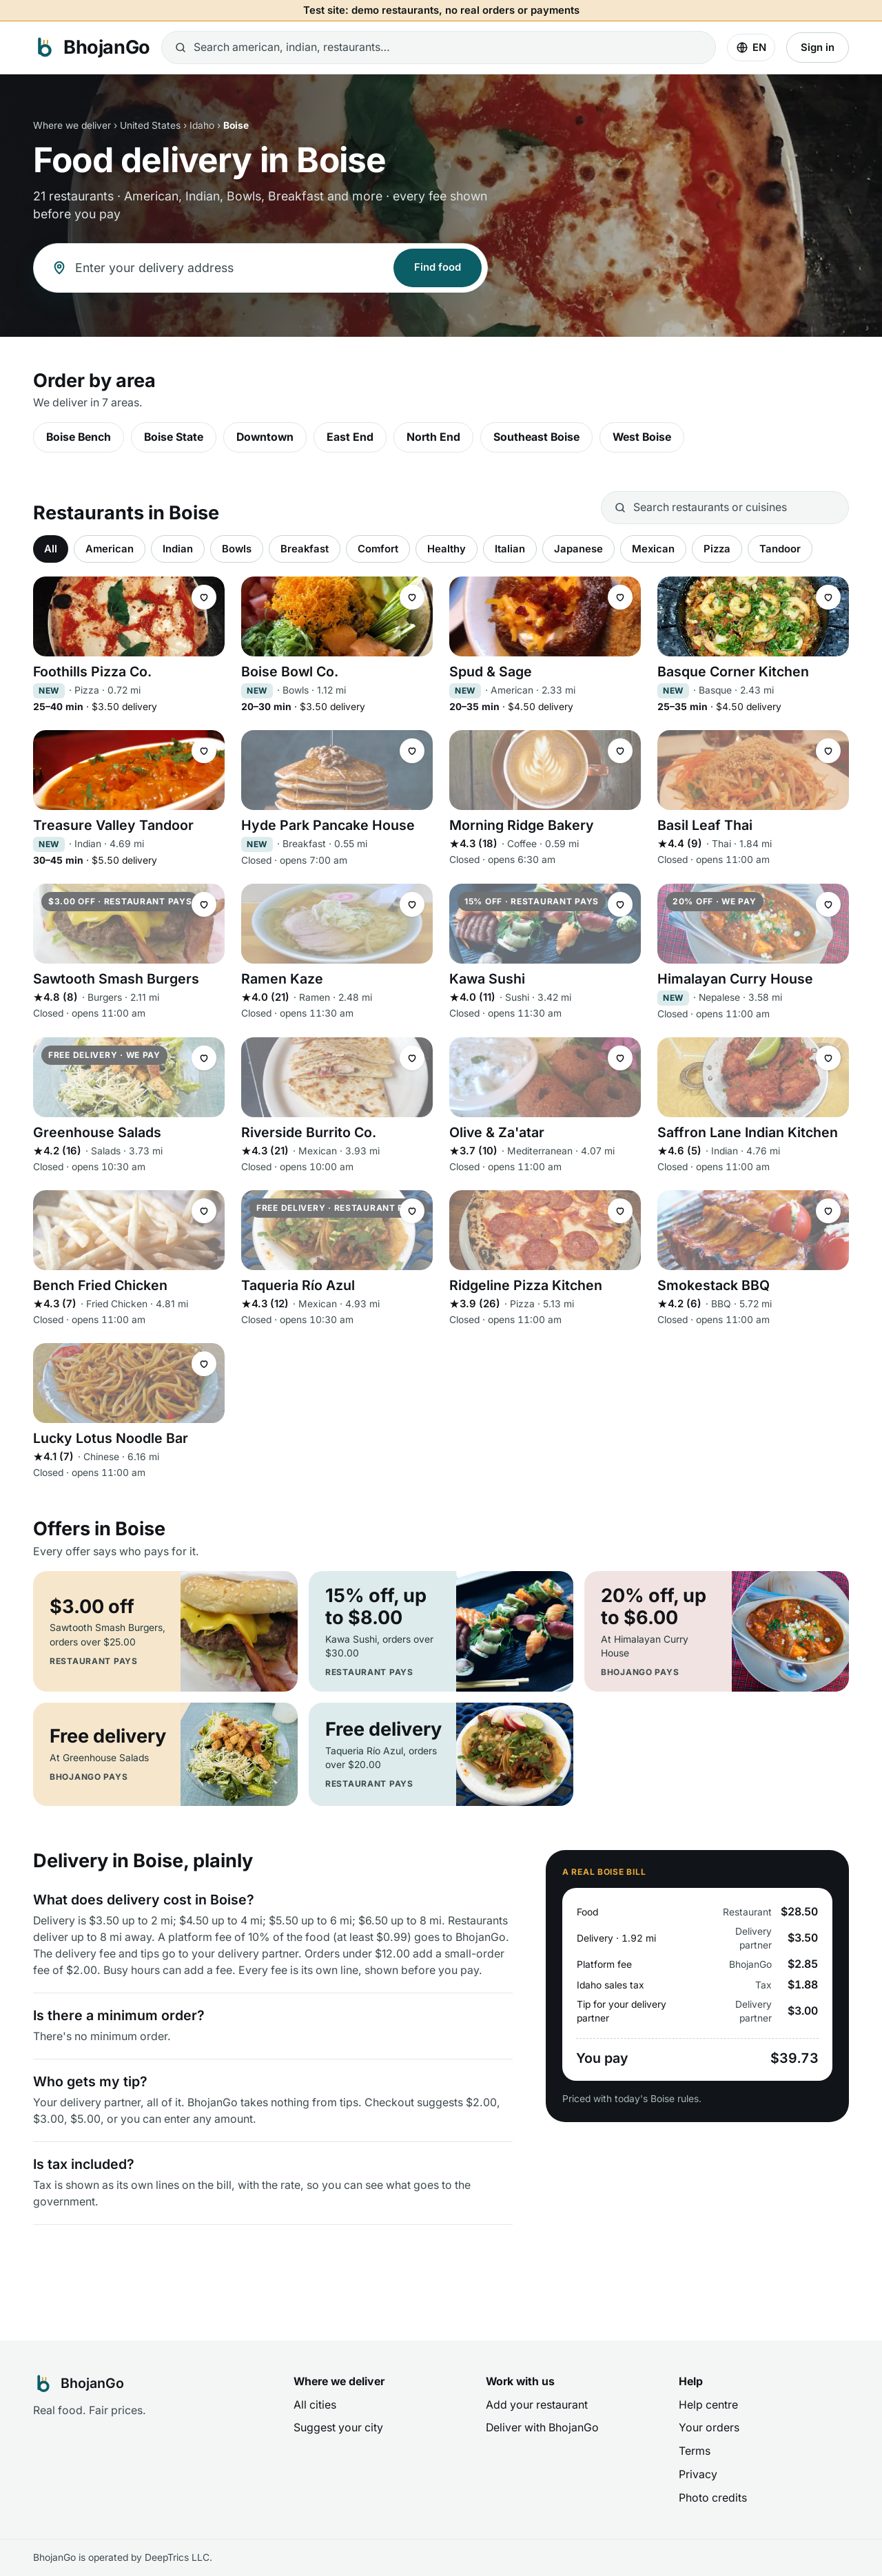 Test site: demo restaurants, no real orders or payments
BhojanGo
Search american, indian, restaurants...
EN
Sign in
Where we deliver › United States › Idaho › Boise
Food delivery in Boise
21 restaurants · American, Indian, Bowls, Breakfast and more · every fee shown
before you pay
Enter your delivery address
Find food
Order by area
We deliver in 7 areas.
Boise Bench
Boise State
Downtown
East End
North End
Southeast Boise
West Boise
Restaurants in Boise
Search restaurants or cuisines
All
American
Indian
Bowls
Breakfast
Comfort
Healthy
Italian
Japanese
Mexican
Pizza
Tandoor
Foothills Pizza Co.
NEW · Pizza · 0.72 mi
25–40 min · $3.50 delivery
Boise Bowl Co.
NEW · Bowls · 1.12 mi
20–30 min · $3.50 delivery
Spud & Sage
NEW · American · 2.33 mi
20–35 min · $4.50 delivery
Basque Corner Kitchen
NEW · Basque · 2.43 mi
25–35 min · $4.50 delivery
Treasure Valley Tandoor
NEW · Indian · 4.69 mi
30–45 min · $5.50 delivery
Hyde Park Pancake House
NEW · Breakfast · 0.55 mi
Closed · opens 7:00 am
Morning Ridge Bakery
★4.3 (18) · Coffee · 0.59 mi
Closed · opens 6:30 am
Basil Leaf Thai
★4.4 (9) · Thai · 1.84 mi
Closed · opens 11:00 am
$3.00 OFF · RESTAURANT PAYS
Sawtooth Smash Burgers
★4.8 (8) · Burgers · 2.11 mi
Closed · opens 11:00 am
Ramen Kaze
★4.0 (21) · Ramen · 2.48 mi
Closed · opens 11:30 am
15% OFF · RESTAURANT PAYS
Kawa Sushi
★4.0 (11) · Sushi · 3.42 mi
Closed · opens 11:30 am
20% OFF · WE PAY
Himalayan Curry House
NEW · Nepalese · 3.58 mi
Closed · opens 11:00 am
FREE DELIVERY · WE PAY
Greenhouse Salads
★4.2 (16) · Salads · 3.73 mi
Closed · opens 10:30 am
Riverside Burrito Co.
★4.3 (21) · Mexican · 3.93 mi
Closed · opens 10:00 am
Olive & Za'atar
★3.7 (10) · Mediterranean · 4.07 mi
Closed · opens 11:00 am
Saffron Lane Indian Kitchen
★4.6 (5) · Indian · 4.76 mi
Closed · opens 11:00 am
Bench Fried Chicken
★4.3 (7) · Fried Chicken · 4.81 mi
Closed · opens 11:00 am
FREE DELIVERY · RESTAURANT
Taqueria Río Azul
★4.3 (12) · Mexican · 4.93 mi
Closed · opens 10:30 am
Ridgeline Pizza Kitchen
★3.9 (26) · Pizza · 5.13 mi
Closed · opens 11:00 am
Smokestack BBQ
★4.2 (6) · BBQ · 5.72 mi
Closed · opens 11:00 am
Lucky Lotus Noodle Bar
★4.1 (7) · Chinese · 6.16 mi
Closed · opens 11:00 am
Offers in Boise
Every offer says who pays for it.
$3.00 off
Sawtooth Smash Burgers,
orders over $25.00
RESTAURANT PAYS
15% off, up
to $8.00
Kawa Sushi, orders over
$30.00
RESTAURANT PAYS
20% off, up
to $6.00
At Himalayan Curry
House
BHOJANGO PAYS
Free delivery
At Greenhouse Salads
BHOJANGO PAYS
Free delivery
Taqueria Río Azul, orders
over $20.00
RESTAURANT PAYS
Delivery in Boise, plainly
What does delivery cost in Boise?
Delivery is $3.50 up to 2 mi; $4.50 up to 4 mi; $5.50 up to 6 mi; $6.50 up to 8 mi. Restaurants
deliver up to 8 mi away. A platform fee of 10% of the food (at least $0.99) goes to BhojanGo.
The delivery fee and tips go to your delivery partner. Orders under $12.00 add a small-order
fee of $2.00. Busy hours can add a fee. Every fee is its own line, shown before you pay.
Is there a minimum order?
There's no minimum order.
Who gets my tip?
Your delivery partner, all of it. BhojanGo takes nothing from tips. Checkout suggests $2.00,
$3.00, $5.00, or you can enter any amount.
Is tax included?
Tax is shown as its own lines on the bill, with the rate, so you can see what goes to the
government.
A REAL BOISE BILL
Food Restaurant $28.50
Delivery · 1.92 mi Delivery partner $3.50
Platform fee BhojanGo $2.85
Idaho sales tax Tax $1.88
Tip for your delivery partner Delivery partner $3.00
You pay $39.73
Priced with today's Boise rules.
BhojanGo
Real food. Fair prices.
Where we deliver
All cities
Suggest your city
Work with us
Add your restaurant
Deliver with BhojanGo
Help
Help centre
Your orders
Terms
Privacy
Photo credits
BhojanGo is operated by DeepTrics LLC.